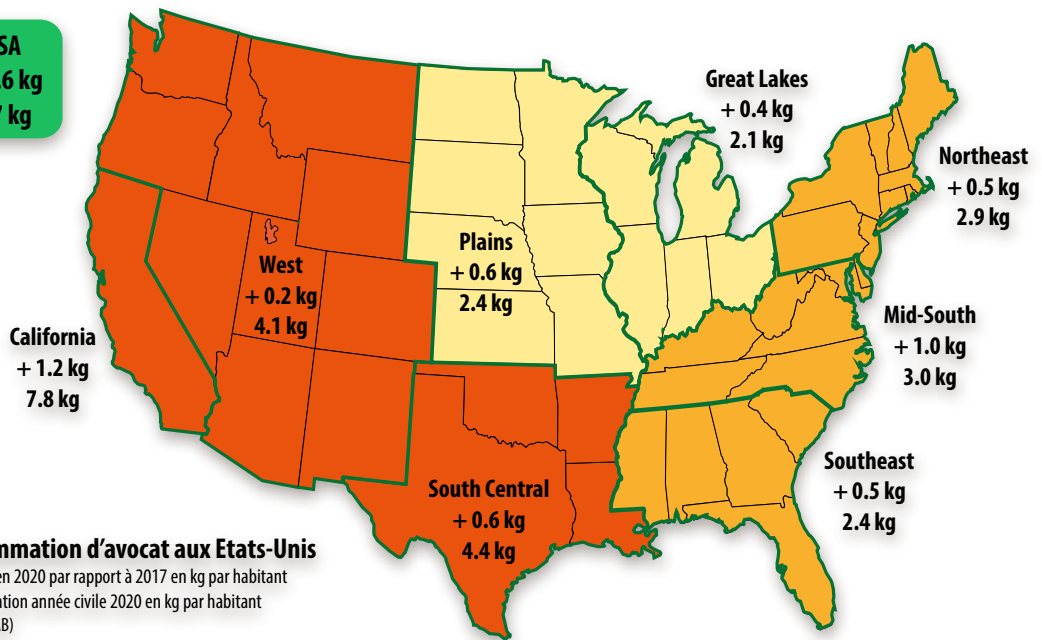 SA
6 kg
kg
Great Lakes
+ 0.4 kg
2.1 kg
Northeast
+ 0.5 kg
2.9 kg
Plains
+ 0.6 kg
2.4 kg
West
+ 0.2 kg
4.1 kg
California
+ 1.2 kg
7.8 kg
Mid-South
+ 1.0 kg
3.0 kg
Southeast
+ 0.5 kg
2.4 kg
South Central
+ 0.6 kg
4.4 kg
d'avocat aux Etats-Unis
en 2020 par rapport à 2017 en kg par habitant
année civile 2020 en kg par habitant